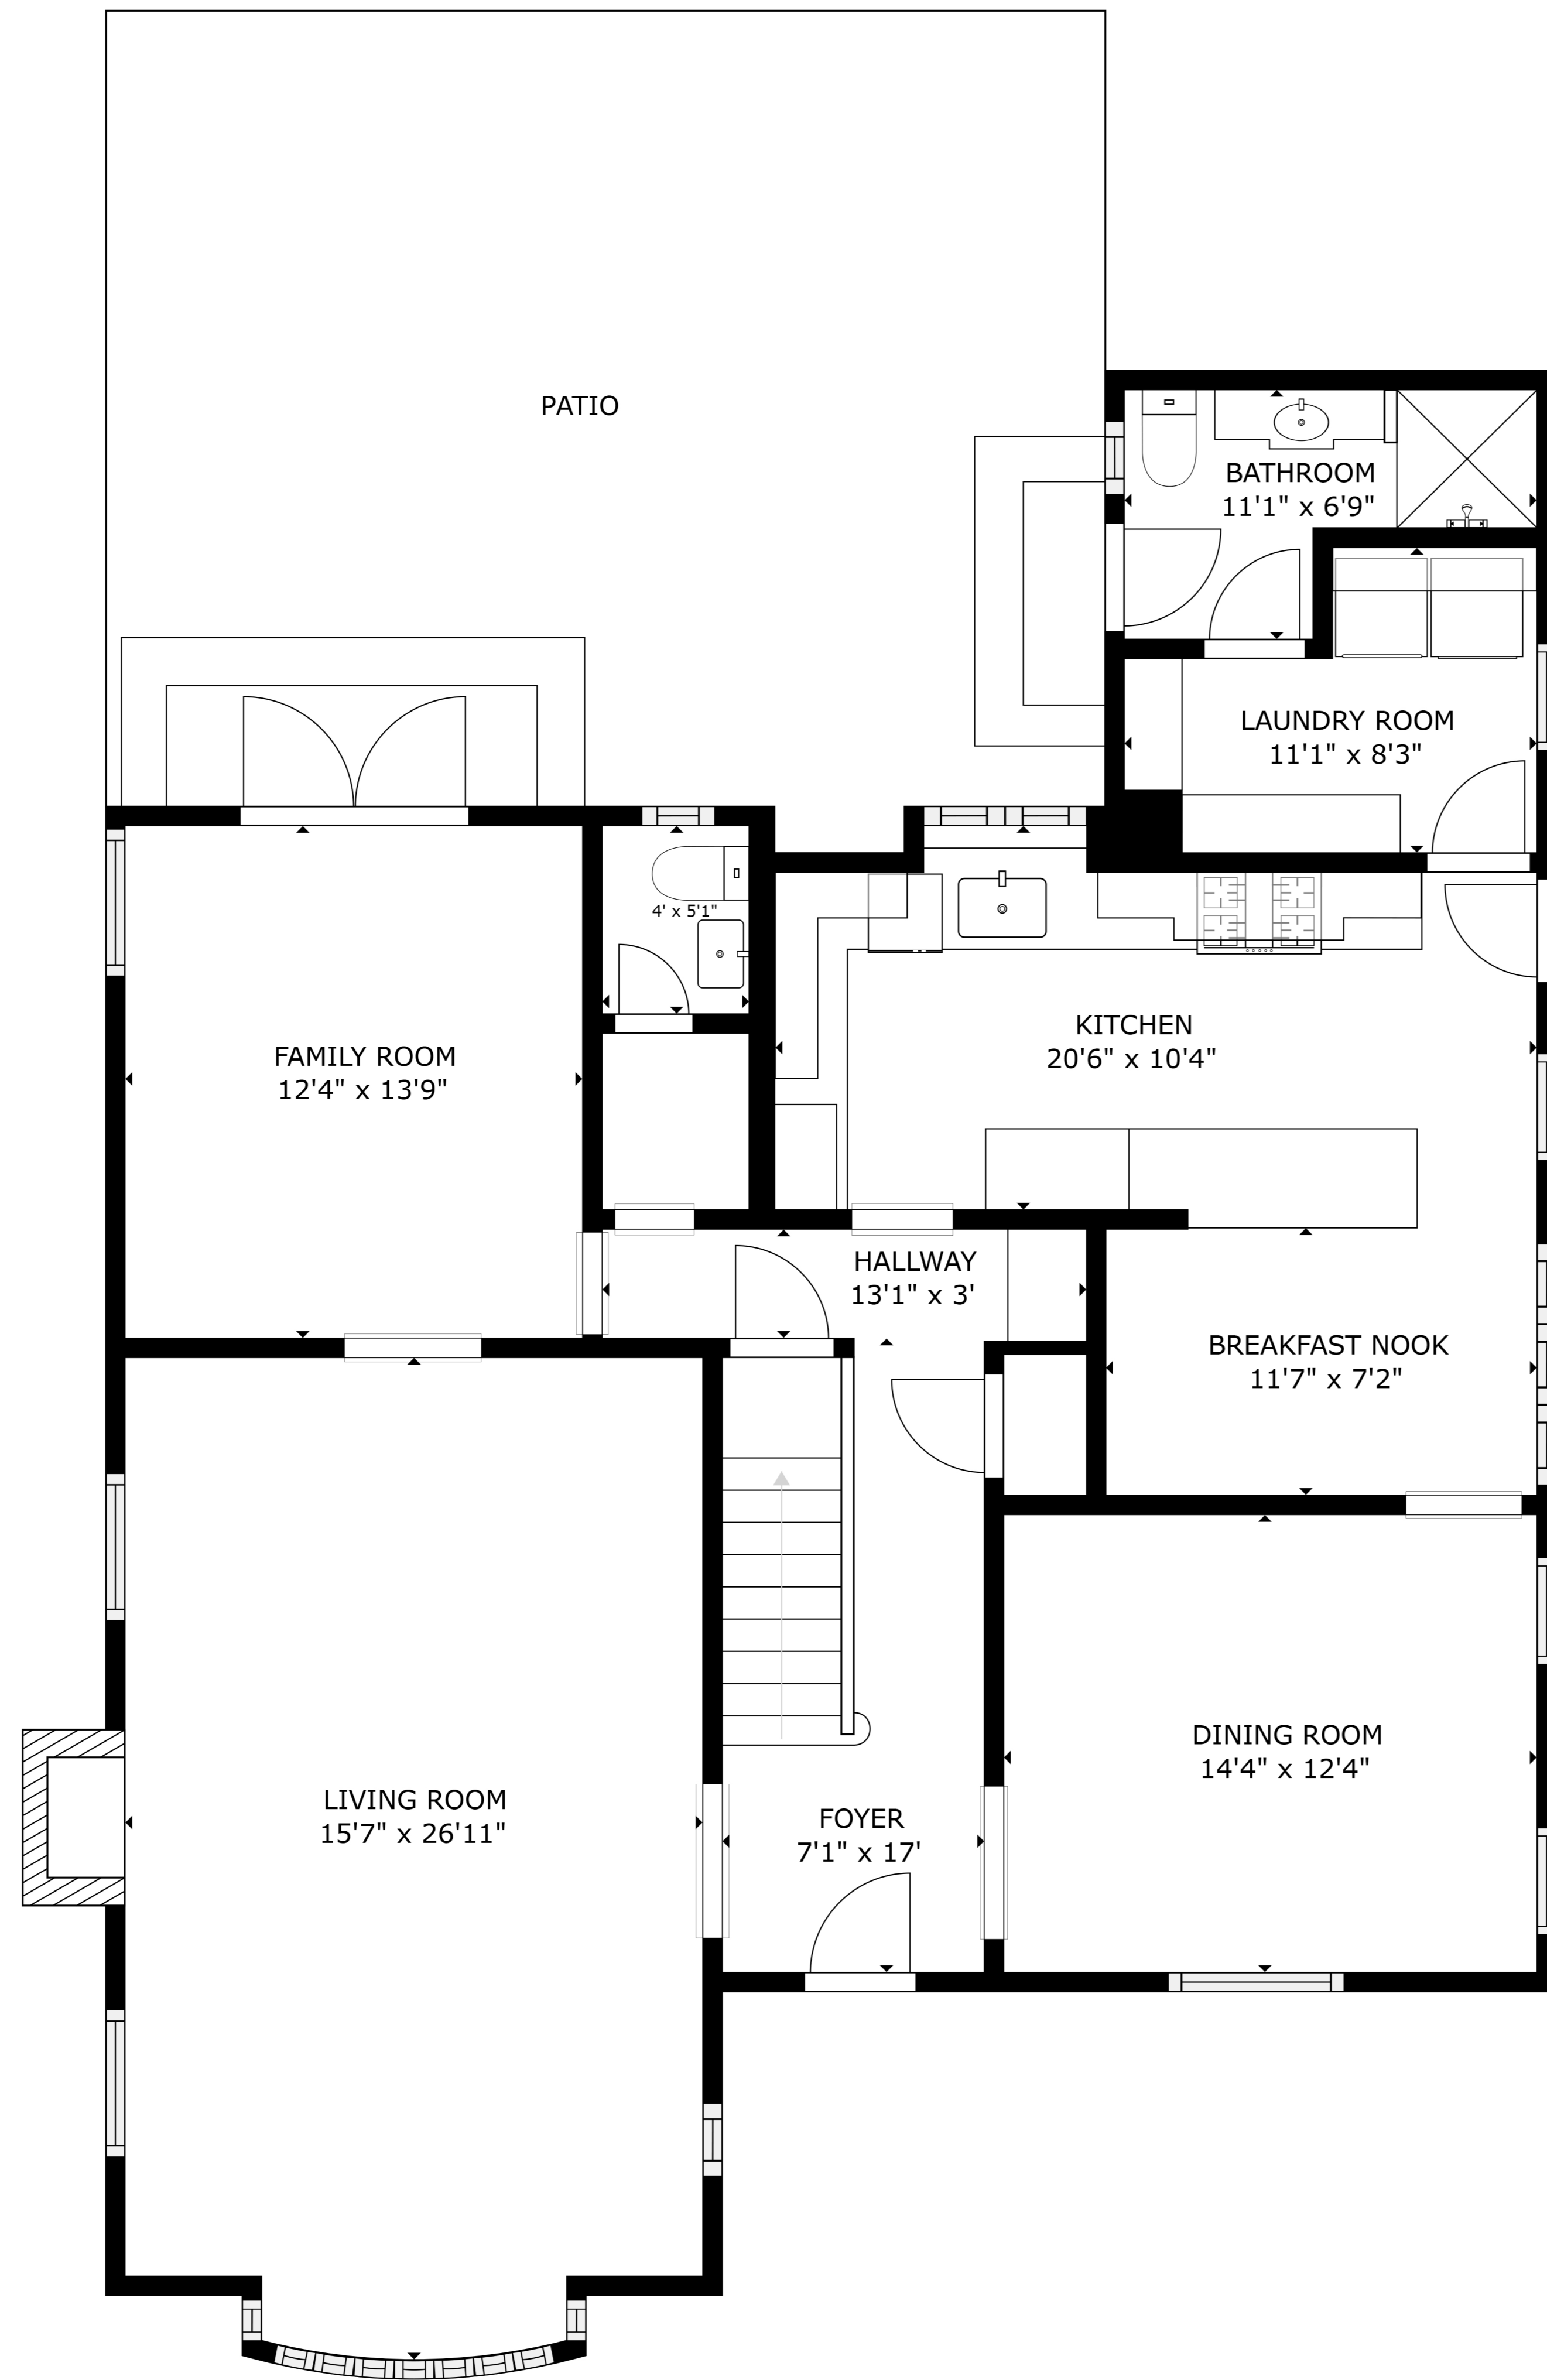 PATIO
BATHROOM
11'1" x 6'9"
LAUNDRY ROOM
11'1" x 8'3"
4' x 5'1"
KITCHEN
20'6" x 10'4"
FAMILY ROOM
12'4" x 13'9"
HALLWAY
13'1" x 3'
BREAKFAST NOOK
11'7" x 7'2"
DINING ROOM
14'4" x 12'4"
LIVING ROOM
15'7" x 26'11"
FOYER
7'1" x 17'